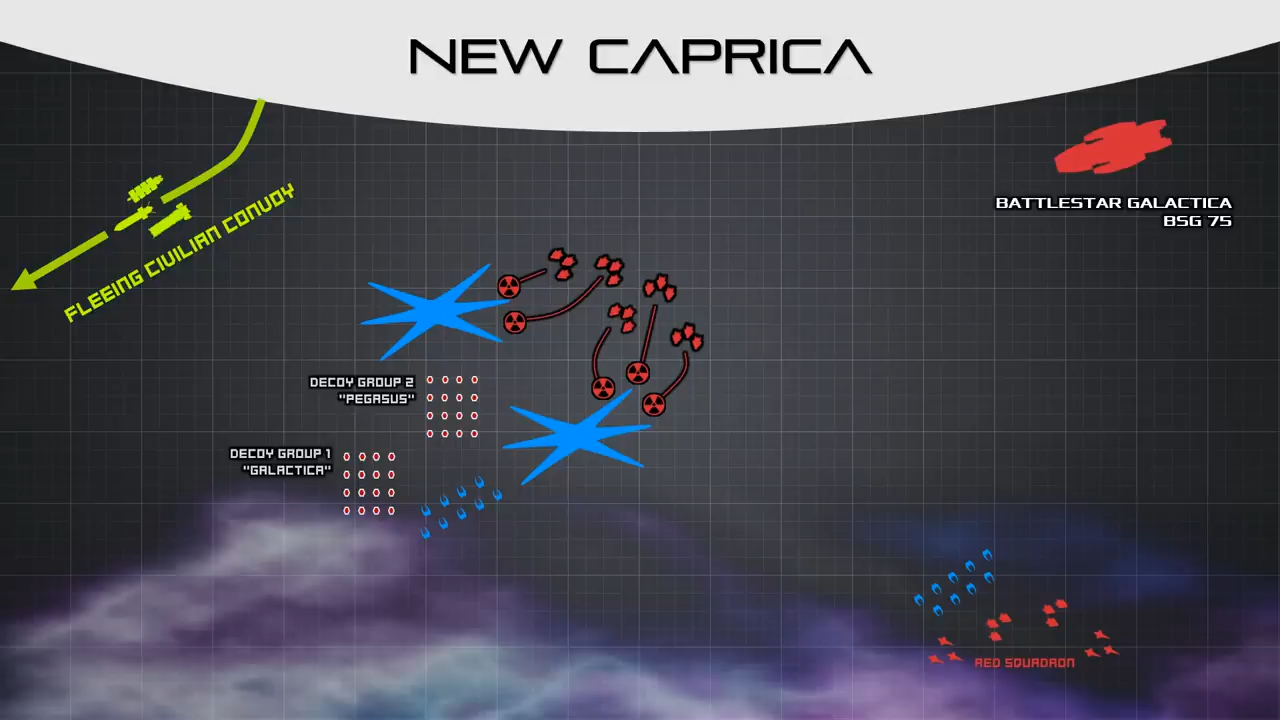 NEW CAPRICA
FLEEING CIVILIAN CONVOY
BATTLESTAR GALACTICA
BSG 75
DECOY GROUP 2
"PEGASUS"
DECOY GROUP 1
"GALACTICA"
RED SQUADRON